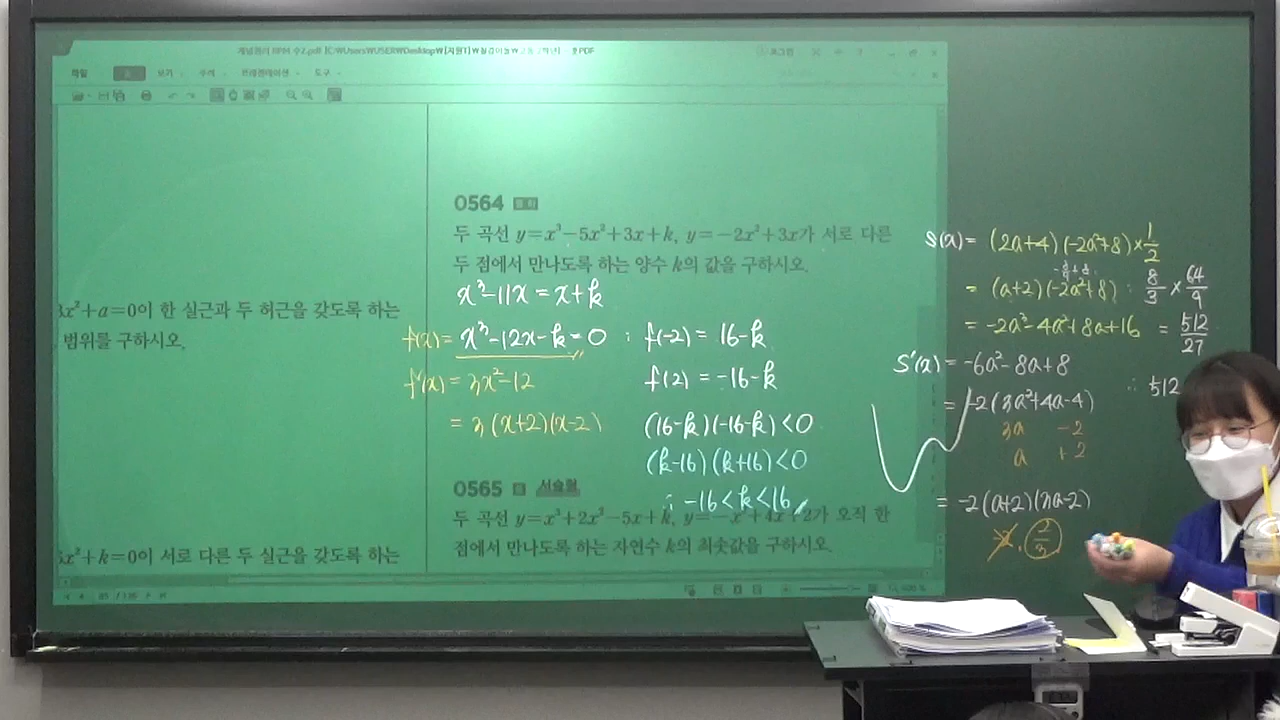 보기
도구
0564
두 곡선 y=x³-5x²+3x+k, y=-2x²+3x가 서로 다른
두 점에서 만나도록 하는 양수 k의 값을 구하시오.
3x²+a=0이 한 실근과 두 허근을 갖도록 하는
범위를 구하시오.
x³-11x=x+k
f(x)= x³-12x-k=0 : f(-2)=16-k
f'(x)=3x²-12
f(2)=-16-k
=3(x+2)(x-2)
(16-k)(-16-k)<0
(k-16)(k+16)<0
∴ -16<k<16
0565 서술형
두 곡선 y=x³+2x²-5x+k, y=-x²+4x+2가 오직 한
점에서 만나도록 하는 자연수 k의 최솟값을 구하시오.
x²+k=0이 서로 다른 두 실근을 갖도록 하는
S(a)= (2a+4)(-2a²+8)×1/2
= (a+2)(-2a²+8) : 8/3 × 64/9
= -2a³-4a²+8a+16 = 512/27
S'(a)= -6a²-8a+8
∴ 512
= -2(3a²+4a-4)
3a -2
a +2
= -2(a+2)(3a-2)
2/3